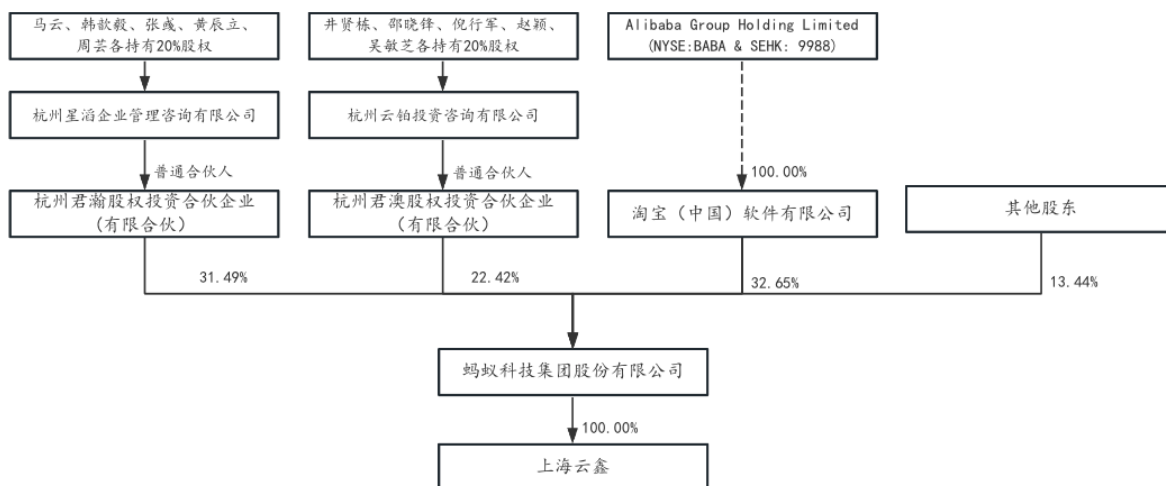 马云、韩歆毅、张彧、黄辰立、
周芸各持有20%股权
井贤栋、邵晓锋、倪行军、赵颖、
吴敏芝各持有20%股权
Alibaba Group Holding Limited
(NYSE:BABA & SEHK: 9988)
杭州星滔企业管理咨询有限公司
杭州云铂投资咨询有限公司
普通合伙人
普通合伙人
100.00%
杭州君瀚股权投资合伙企业
(有限合伙)
杭州君澳股权投资合伙企业
(有限合伙)
淘宝（中国）软件有限公司
其他股东
31.49%
22.42%
32.65%
13.44%
蚂蚁科技集团股份有限公司
100.00%
上海云鑫